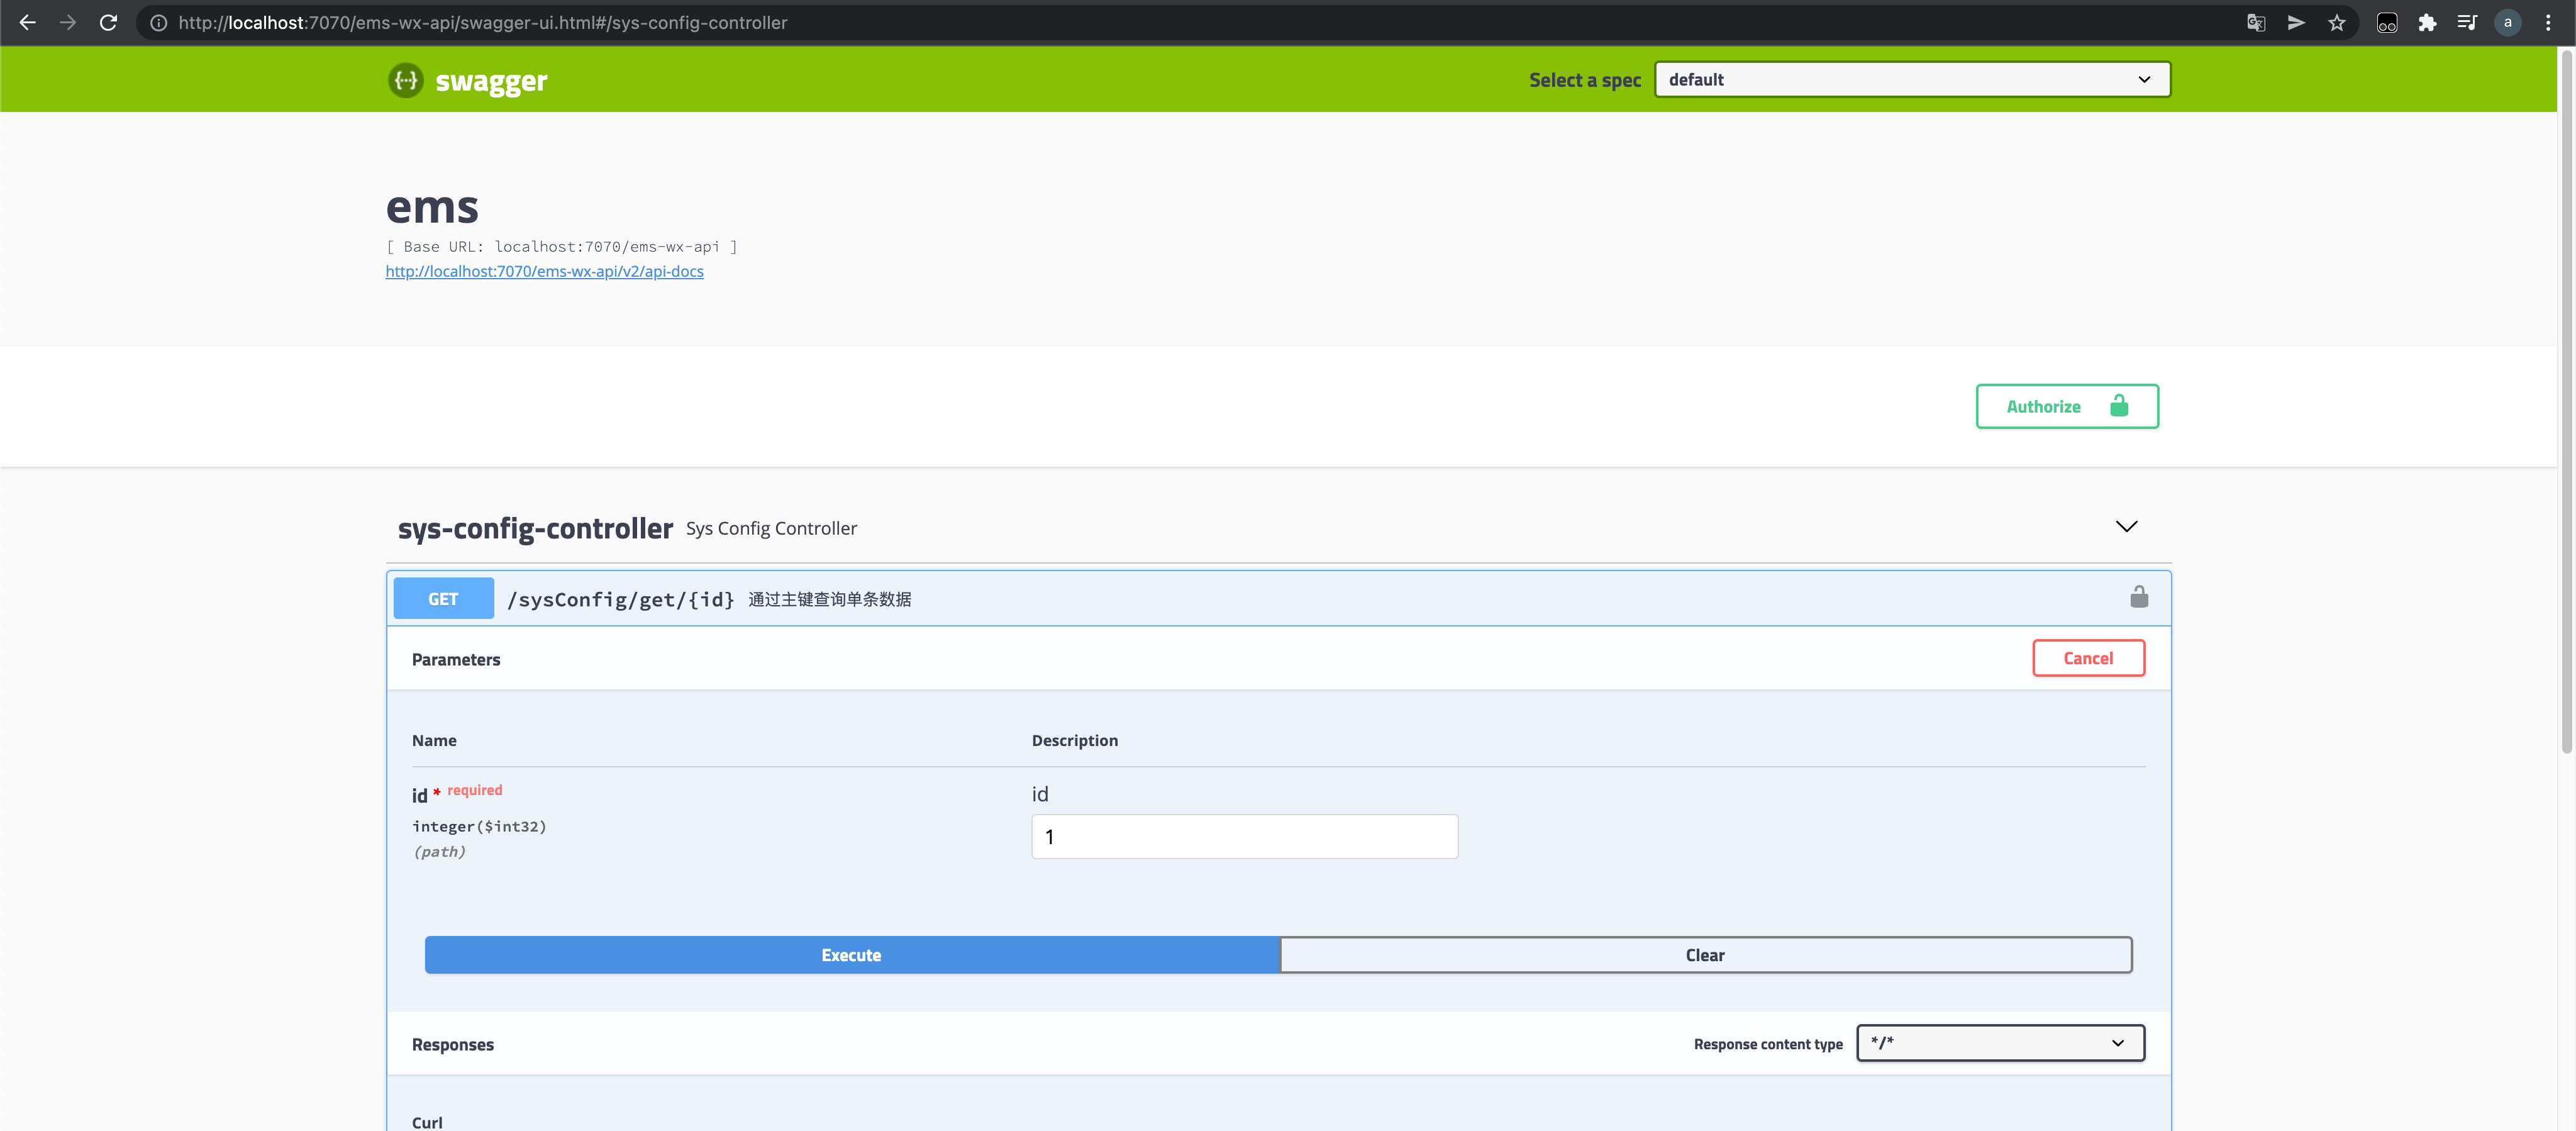 http://localhost:7070/ems-wx-api/swagger-ui.html#/sys-config-controller
a
swagger
Select a spec
default
ems
[ Base URL: localhost:7070/ems-wx-api ]
http://localhost:7070/ems-wx-api/v2/api-docs
Authorize
sys-config-controller Sys Config Controller
GET /sysConfig/get/{id} 通过主键查询单条数据
Parameters
Cancel
Name Description
id * required
integer($int32)
(path)
id
1
Execute Clear
Responses
Response content type
*/*
Curl